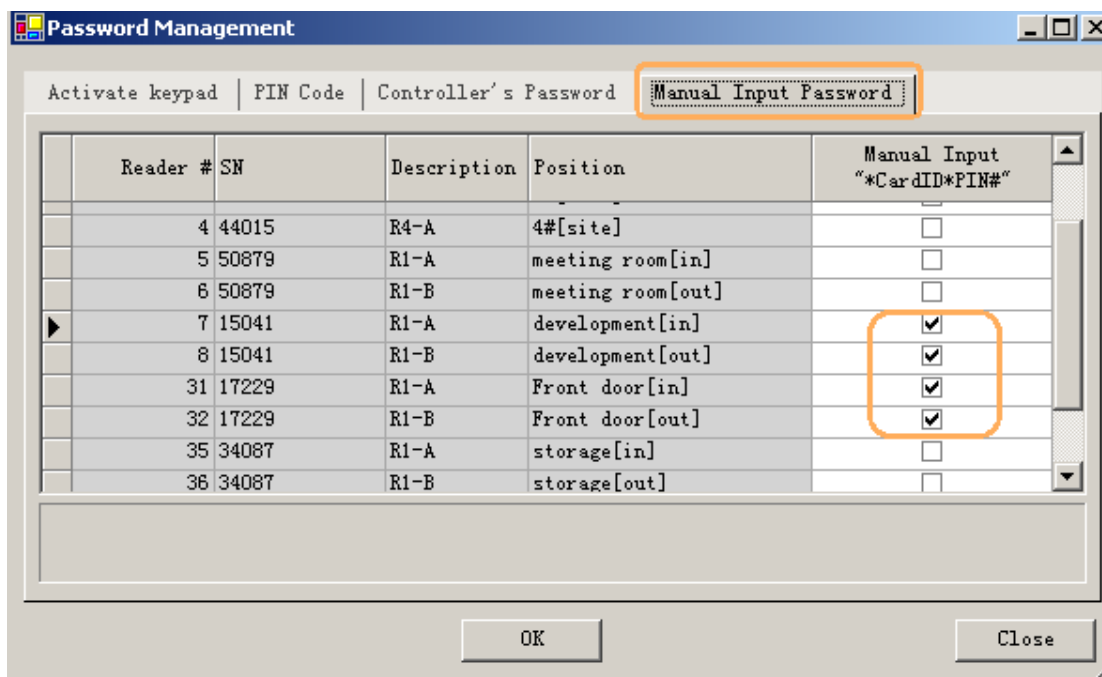 Password Management
Activate keypad PIN Code Controller's Password Manual Input Password
Reader # SN Description Position Manual Input "*CardID*PIN#"
4 44015 R4-A 4#[site]
5 50879 R1-A meeting room[in]
6 50879 R1-B meeting room[out]
7 15041 R1-A development[in]
8 15041 R1-B development[out]
31 17229 R1-A Front door[in]
32 17229 R1-B Front door[out]
35 34087 R1-A storage[in]
36 34087 R1-B storage[out]
OK Close